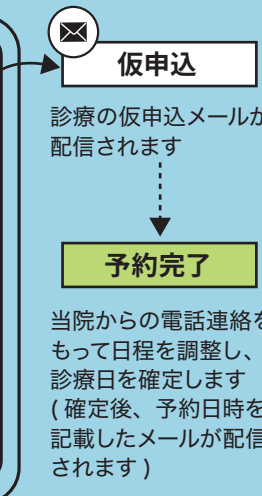 仮申込
診療の仮申込メールが
配信されます
予約完了
当院からの電話連絡を
もって日程を調整し、
診療日を確定します
(確定後、予約日時を
記載したメールが配信
されます)